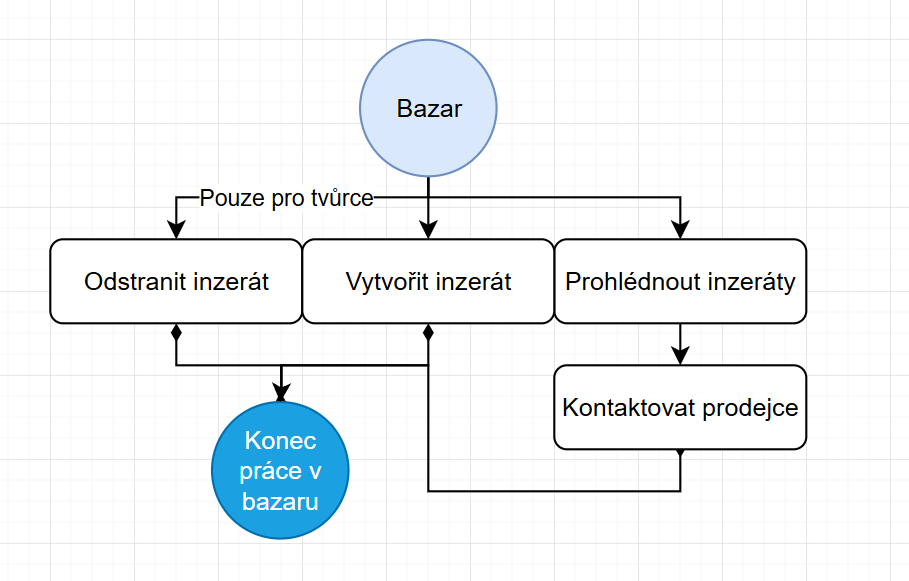 Bazar
Pouze pro tvůrce
Odstranit inzerát
Vytvořit inzerát
Prohlédnout inzeráty
Kontaktovat prodejce
Konec
práce v
bazaru